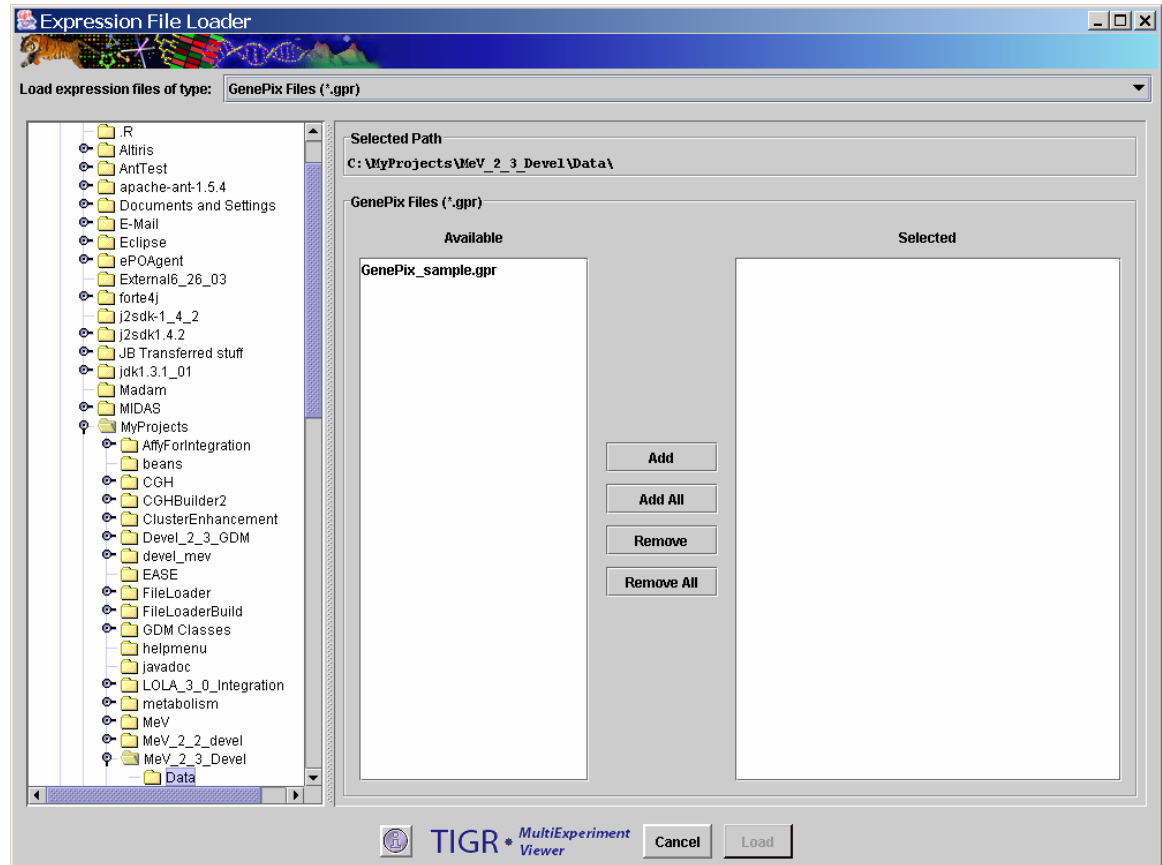 Expression File Loader
Load expression files of type: GenePix Files (*.gpr)
.R
Altiris
AntTest
apache-ant-1.5.4
Documents and Settings
E-Mail
Eclipse
ePOAgent
External6_26_03
forte4j
j2sdk-1_4_2
j2sdk1.4.2
JB Transferred stuff
jdk1.3.1_01
Madam
MIDAS
MyProjects
AffyForIntegration
beans
CGH
CGHBuilder2
ClusterEnhancement
Devel_2_3_GDM
devel_mev
EASE
FileLoader
FileLoaderBuild
GDM Classes
helpmenu
javadoc
LOLA_3_0_Integration
metabolism
MeV
MeV_2_2_devel
MeV_2_3_Devel
Data
Selected Path
C:\MyProjects\MeV_2_3_Devel\Data\
GenePix Files (*.gpr)
Available
Selected
GenePix_sample.gpr
Add
Add All
Remove
Remove All
TIGR • MultiExperiment
Viewer
Cancel
Load